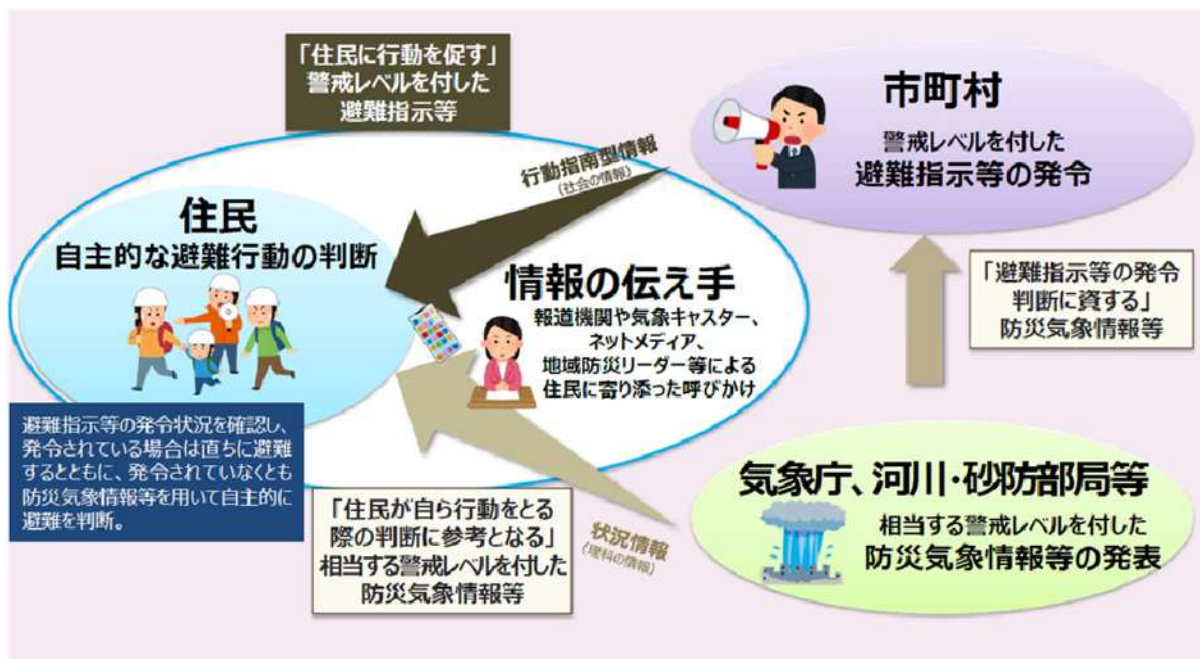 「住民に行動を促す」
警戒レベルを付した
避難指示等
市町村
警戒レベルを付した
避難指示等の発令
行動指南型情報
(社会の情報)
住民
自主的な避難行動の判断
情報の伝え手
報道機関や気象キャスター、
ネットメディア、
地域防災リーダー等による
住民に寄り添った呼びかけ
「避難指示等の発令
判断に資する」
防災気象情報等
避難指示等の発令状況を確認し、
発令されている場合は直ちに避難
するとともに、発令されていなくとも
防災気象情報等を用いて自主的に
避難を判断。
「住民が自ら行動をとる
際の判断に参考となる」
相当する警戒レベルを付した
防災気象情報等
状況情報
(理科の情報)
気象庁、河川・砂防部局等
相当する警戒レベルを付した
防災気象情報等の発表